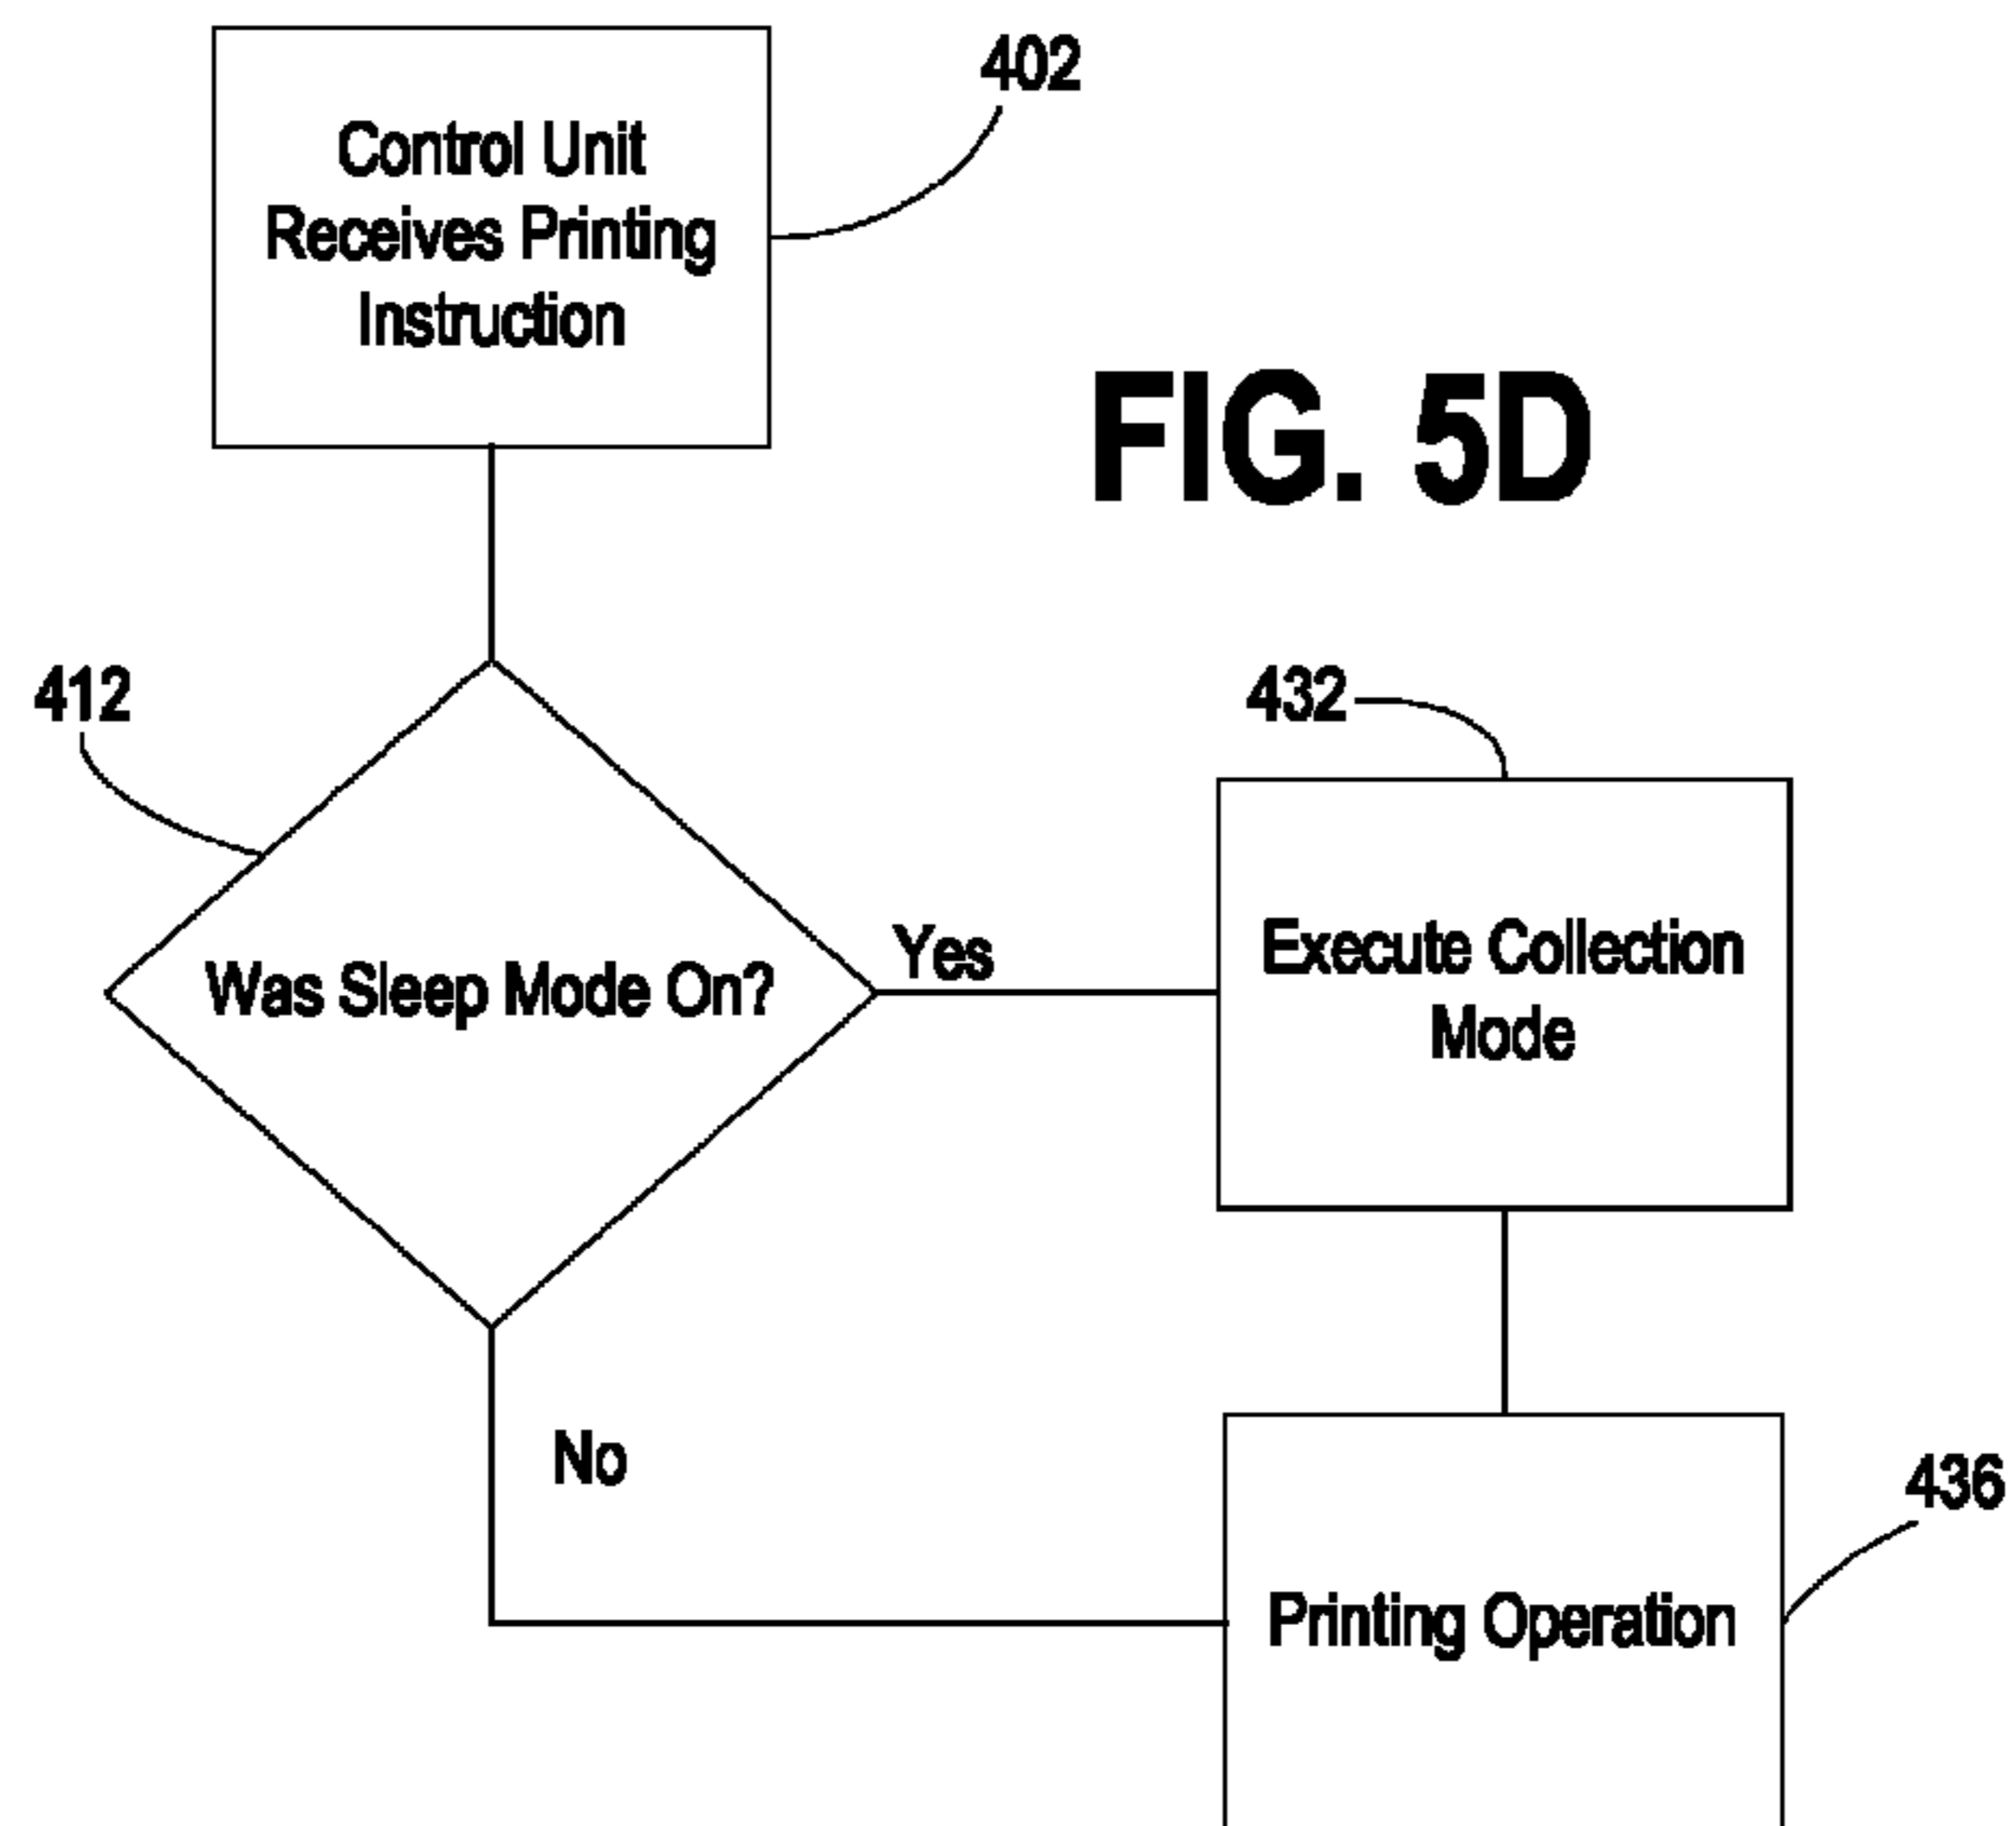 Control Unit
Receives Printing
Instruction
402
FIG. 5D
412
Was Sleep Mode On?
Yes
432
Execute Collection
Mode
No
Printing Operation
436